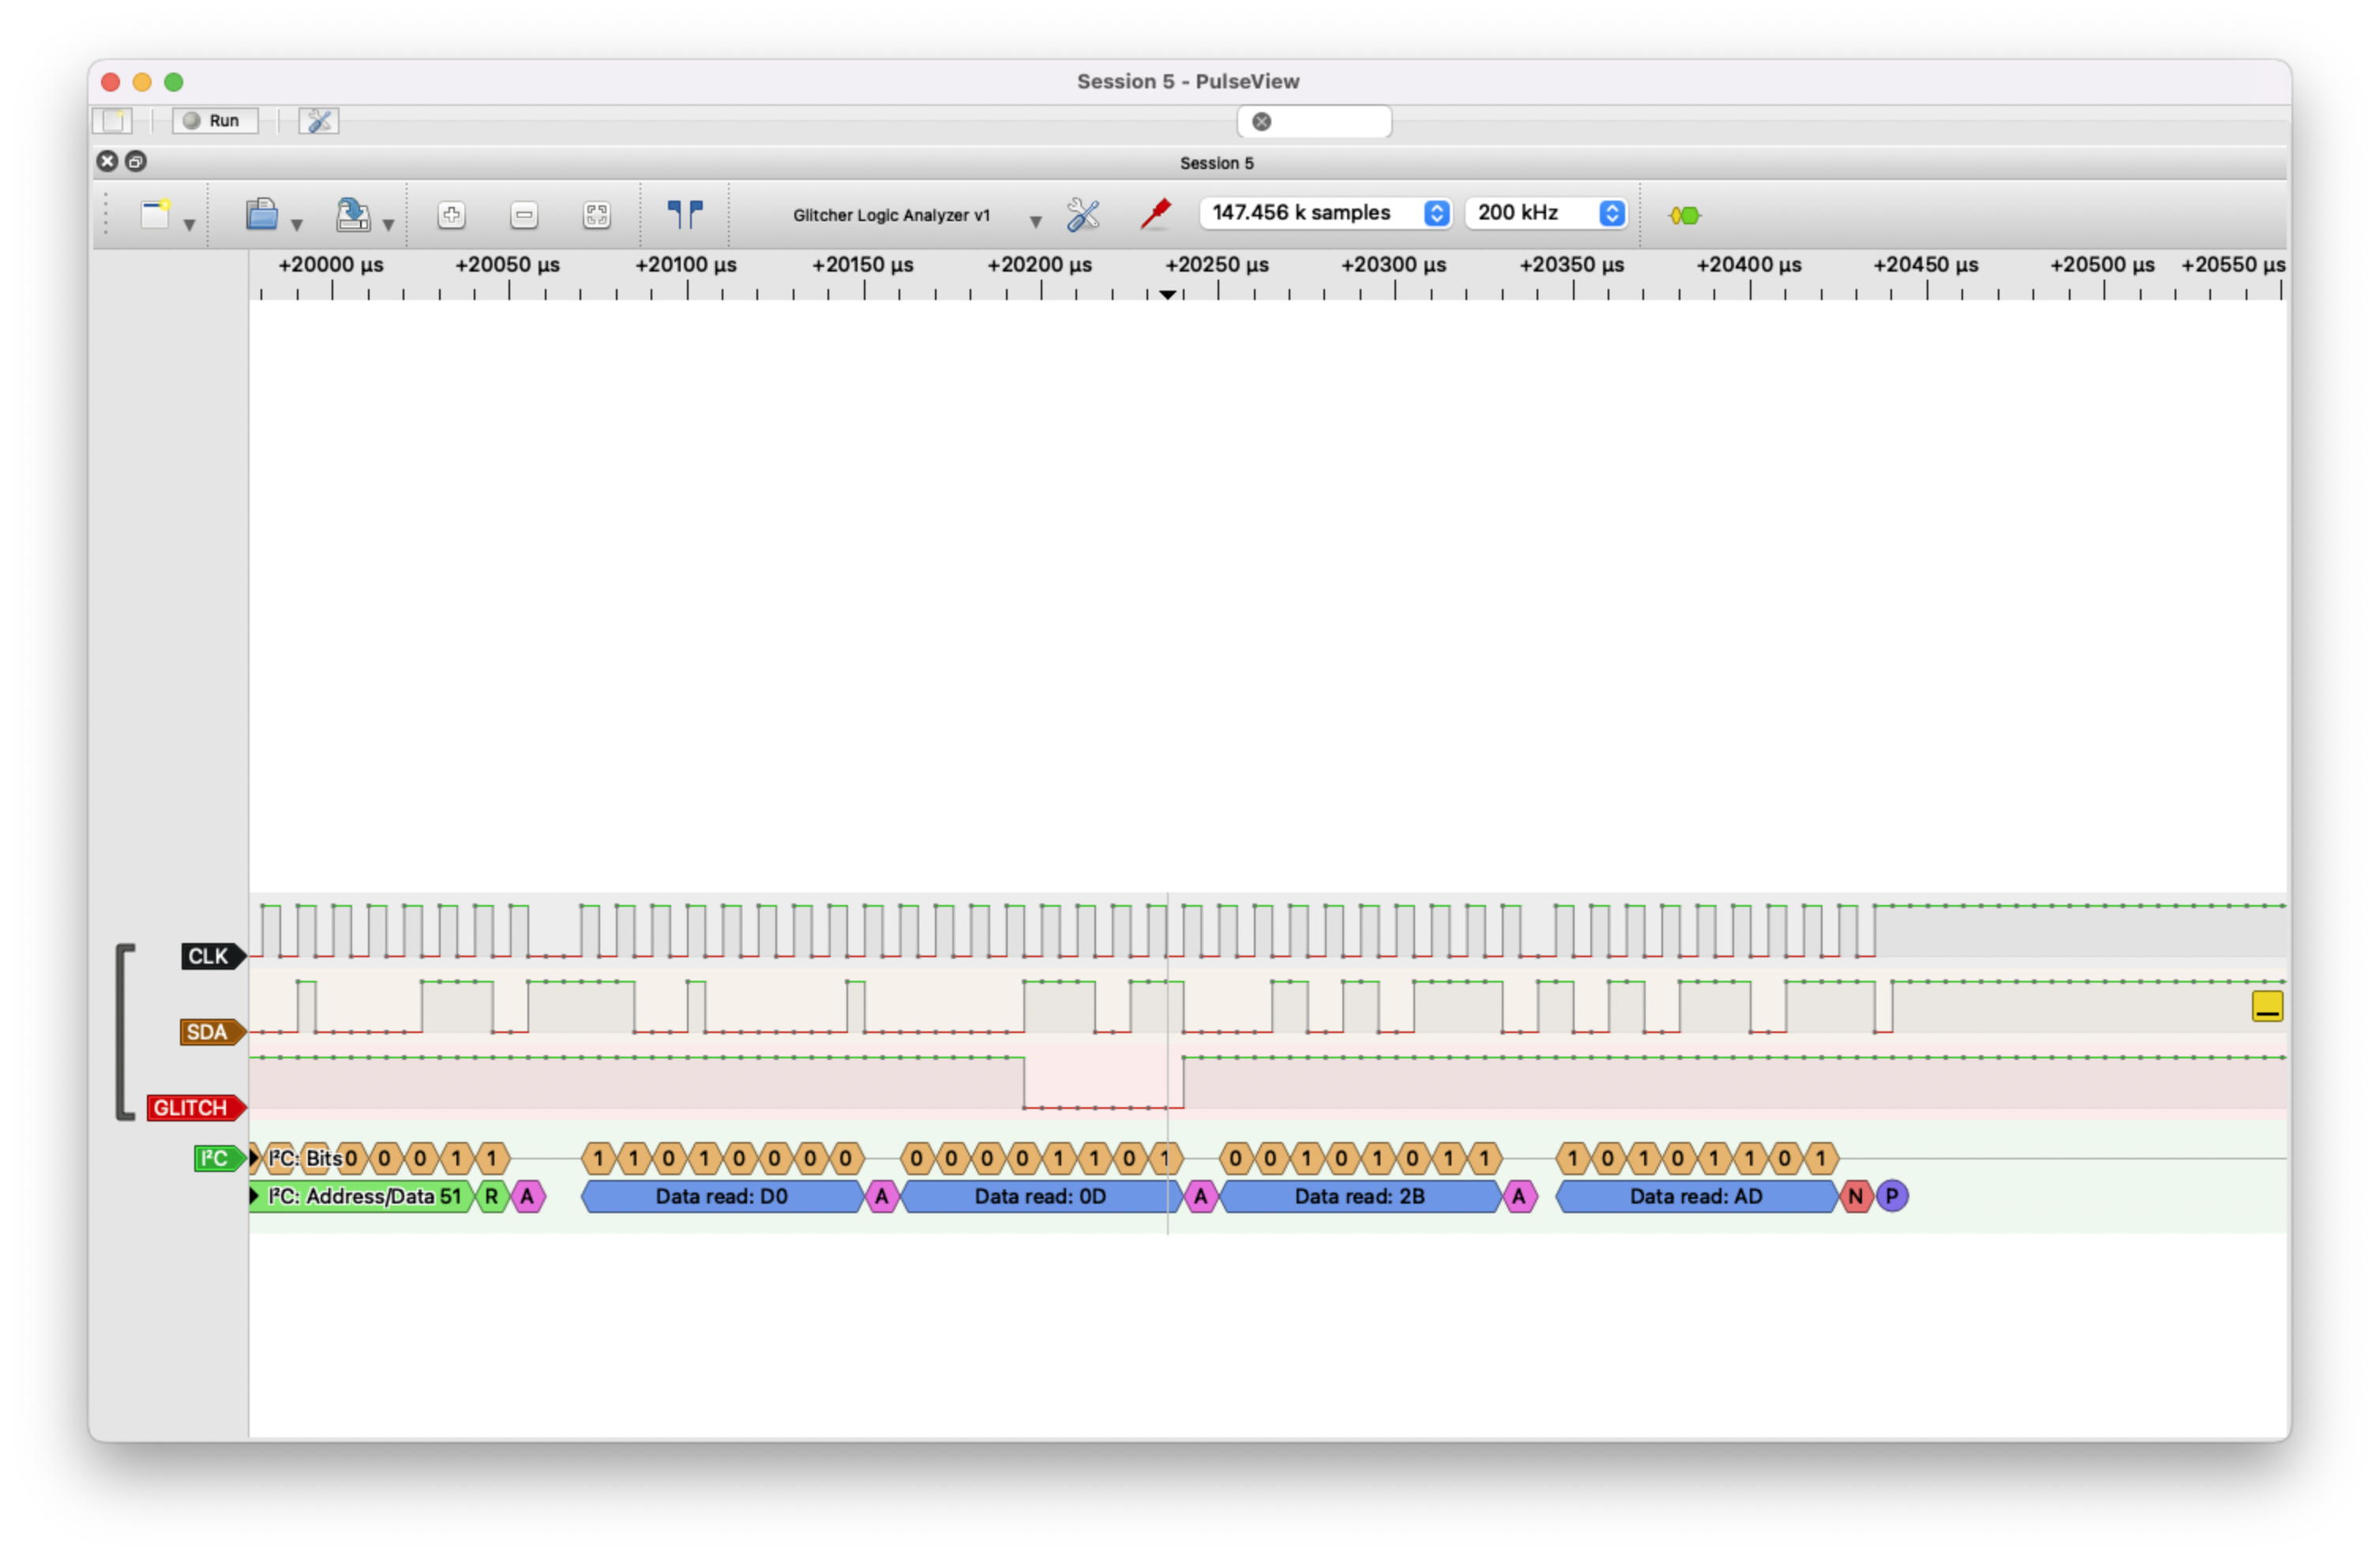 Session 5 - PulseView
Run
Session 5
Glitcher Logic Analyzer v1 147.456 k samples 200 kHz
+20000 µs +20050 µs +20100 µs +20150 µs +20200 µs +20250 µs +20300 µs +20350 µs +20400 µs +20450 µs +20500 µs +20550 µs
CLK
SDA
GLITCH
I²C I²C: Bits 0 0 0 1 1 1 1 0 1 0 0 0 0 0 0 0 0 1 1 0 1 0 0 1 0 1 0 1 1 1 0 1 0 1 1 0 1
I²C: Address/Data 51 R A Data read: D0 A Data read: 0D A Data read: 2B A Data read: AD N P